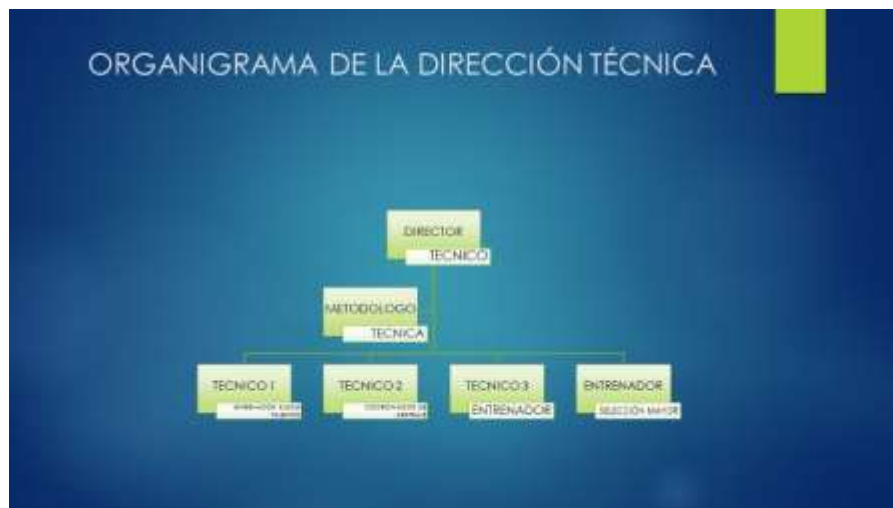 ORGANIGRAMA DE LA DIRECCIÓN TÉCNICA
DIRECTOR
TECNICO
METODOLOGO
TECNICA
TECNICO 1
TECNICO 2
TECNICO 3
ENTRENADOR
ENTRENADOR
SELECCIÓN MAYOR